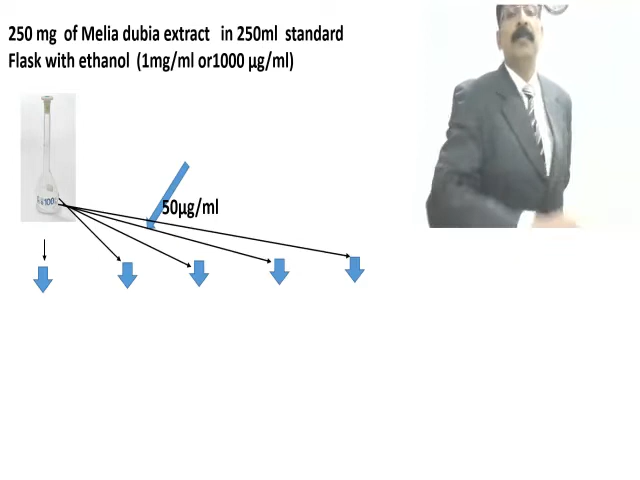 250 mg of Melia dubia extract in 250ml standard
Flask with ethanol (1mg/ml or1000 µg/ml)
50µg/ml